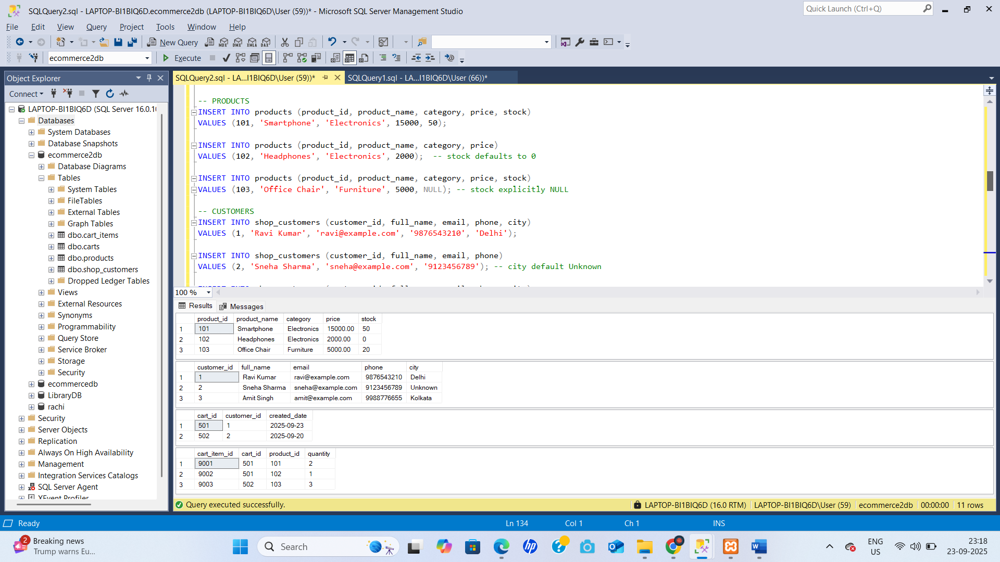 SQLQuery2.sql - LAPTOP-BI1BIQ6D.ecommerce2db (LAPTOP-BI1BIQ6D\User (59))* - Microsoft SQL Server Management Studio
Quick Launch (Ctrl+Q)
File Edit View Query Project Tools Window Help
New Query MDX DMX XMLA DAX
ecommerce2db Execute
Object Explorer
SQLQuery2.sql - LA...I1BIQ6D\User (59))* SQLQuery1.sql - LA...I1BIQ6D\User (66))*
Connect
LAPTOP-BI1BIQ6D (SQL Server 16.0.10
Databases
System Databases
Database Snapshots
ecommerce2db
Database Diagrams
Tables
System Tables
FileTables
External Tables
Graph Tables
dbo.cart_items
dbo.carts
dbo.products
dbo.shop_customers
Dropped Ledger Tables
Views
External Resources
Synonyms
Programmability
Query Store
Service Broker
Storage
Security
ecommercedb
LibraryDB
rachi
Security
Server Objects
Replication
Always On High Availability
Management
Integration Services Catalogs
SQL Server Agent
XEvent Profiler
-- PRODUCTS
INSERT INTO products (product_id, product_name, category, price, stock)
VALUES (101, 'Smartphone', 'Electronics', 15000, 50);
INSERT INTO products (product_id, product_name, category, price)
VALUES (102, 'Headphones', 'Electronics', 2000);  -- stock defaults to 0
INSERT INTO products (product_id, product_name, category, price, stock)
VALUES (103, 'Office Chair', 'Furniture', 5000, NULL); -- stock explicitly NULL
-- CUSTOMERS
INSERT INTO shop_customers (customer_id, full_name, email, phone, city)
VALUES (1, 'Ravi Kumar', 'ravi@example.com', '9876543210', 'Delhi');
INSERT INTO shop_customers (customer_id, full_name, email, phone)
VALUES (2, 'Sneha Sharma', 'sneha@example.com', '9123456789'); -- city default Unknown
100 %
Results Messages
product_id product_name category price stock
1 101 Smartphone Electronics 15000.00 50
2 102 Headphones Electronics 2000.00 0
3 103 Office Chair Furniture 5000.00 20
customer_id full_name email phone city
1 1 Ravi Kumar ravi@example.com 9876543210 Delhi
2 2 Sneha Sharma sneha@example.com 9123456789 Unknown
3 3 Amit Singh amit@example.com 9988776655 Kolkata
cart_id customer_id created_date
1 501 1 2025-09-23
2 502 2 2025-09-20
cart_item_id cart_id product_id quantity
1 9001 501 101 2
2 9002 501 102 1
3 9003 502 103 3
Query executed successfully. LAPTOP-BI1BIQ6D (16.0 RTM) LAPTOP-BI1BIQ6D\User (59) ecommerce2db 00:00:00 11 rows
Ready Ln 134 Col 1 Ch 1 INS
2 Breaking news
Trump warns Eu...
Search
hp
W
ENG
US
23:18
23-09-2025